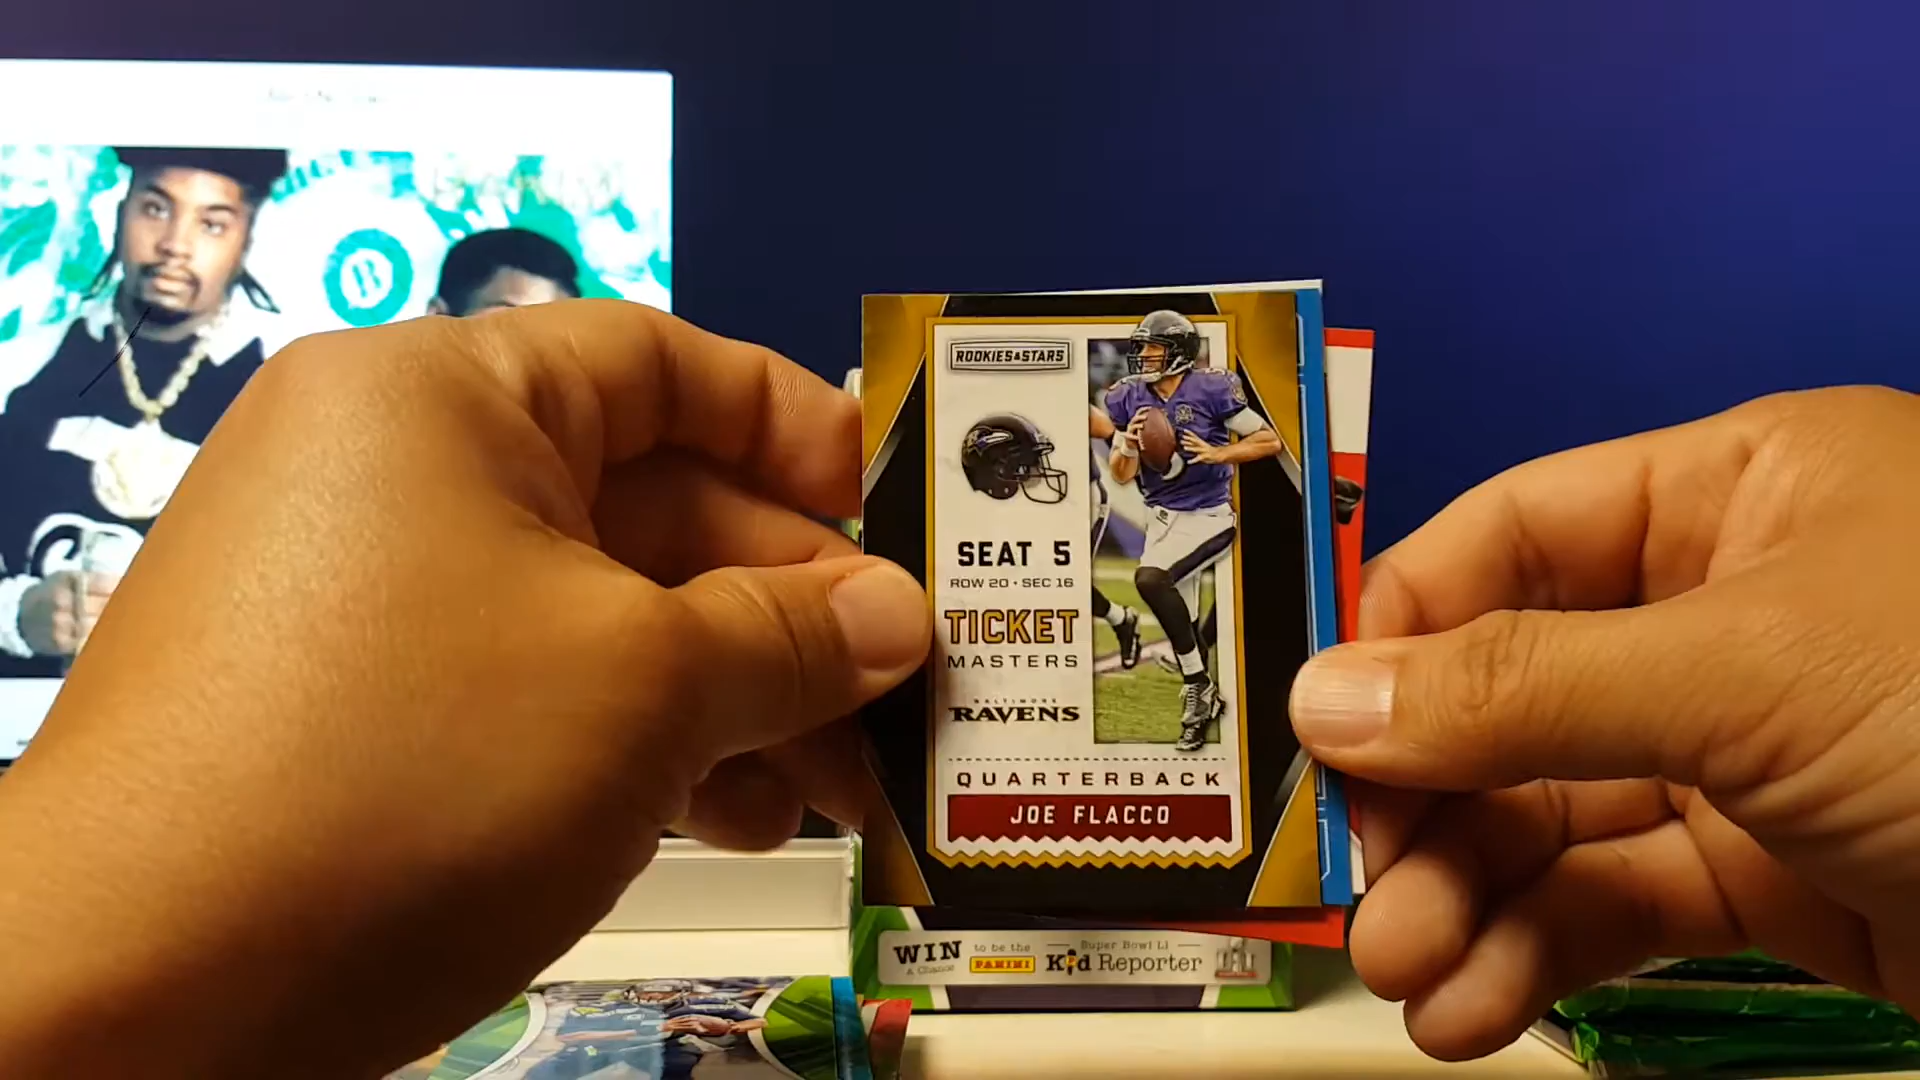 B
ROOKIES & STARS
SEAT 5
ROW 20 • SEC 16
TICKET
MASTERS
BALTIMORE
RAVENS
QUARTERBACK
JOE FLACCO
WIN
A Chance
to be the
PANINI
Super Bowl LI
Kid Reporter